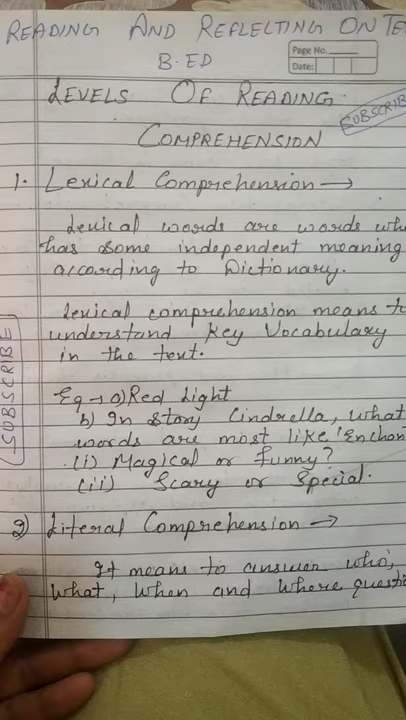 READING AND REFLECTING ON TE
B.ED
Page No.
Date:
LEVELS OF READING
SUBSCRIB
COMPREHENSION
1. Lexical Comprehension →
Lexical words are words wh
has some independent meaning
according to Dictionary.
Lexical comprehension means to
understand key Vocabulary
in the text.
SUBSCRIBE
Eg → a) Red Light
b) In story Cindrella, what
words are most like 'Enchan
(i) Magical or funny?
(ii) Scary or Special.
2) Literal Comprehension →
It means to answer who,
what, when and where questi